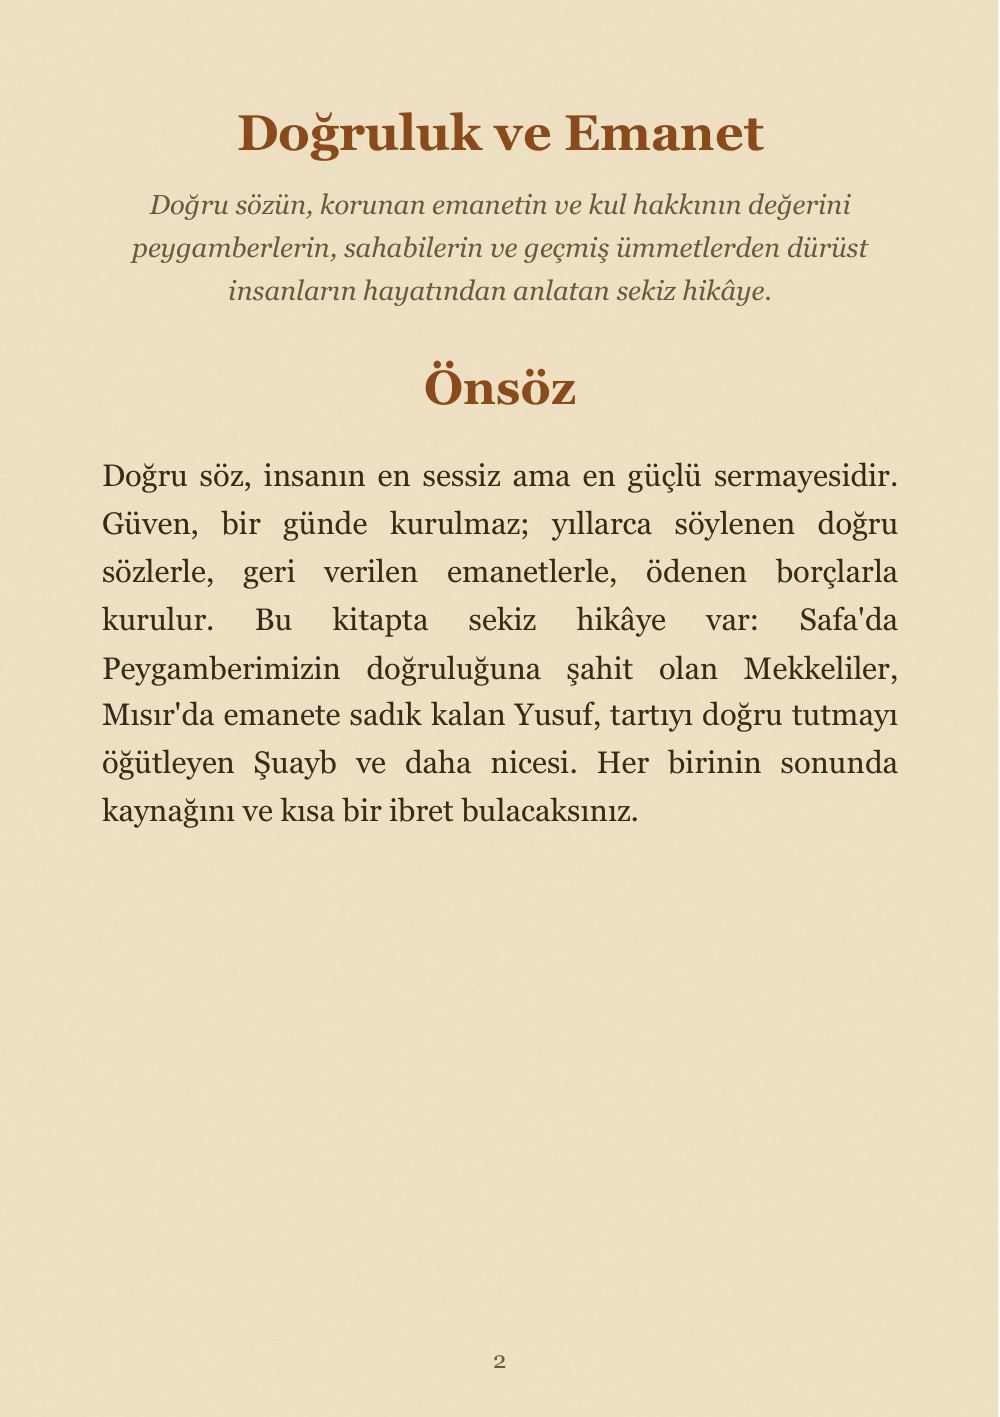 Doğruluk ve Emanet
Doğru sözün, korunan emanetin ve kul hakkının değerini
peygamberlerin, sahabilerin ve geçmiş ümmetlerden dürüst
insanların hayatından anlatan sekiz hikâye.
Önsöz
Doğru söz, insanın en sessiz ama en güçlü sermayesidir.
Güven, bir günde kurulmaz; yıllarca söylenen doğru
sözlerle, geri verilen emanetlerle, ödenen borçlarla
kurulur. Bu kitapta sekiz hikâye var: Safa'da
Peygamberimizin doğruluğuna şahit olan Mekkeliler,
Mısır'da emanete sadık kalan Yusuf, tartıyı doğru tutmayı
öğütleyen Şuayb ve daha nicesi. Her birinin sonunda
kaynağını ve kısa bir ibret bulacaksınız.
2